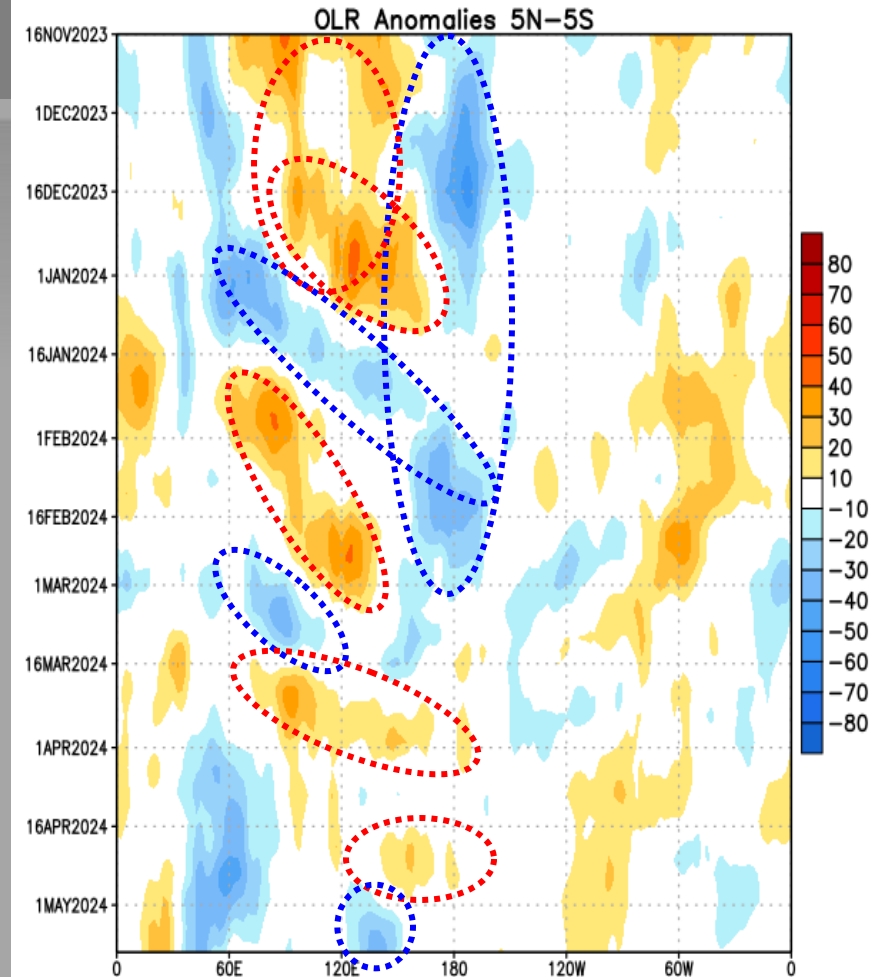 OLR Anomalies 5N–5S
16NOV2023
1DEC2023
16DEC2023
1JAN2024
16JAN2024
1FEB2024
16FEB2024
1MAR2024
16MAR2024
1APR2024
16APR2024
1MAY2024
0 60E 120E 180 120W 60W 0
80
70
60
50
40
30
20
10
−10
−20
−30
−40
−50
−60
−70
−80